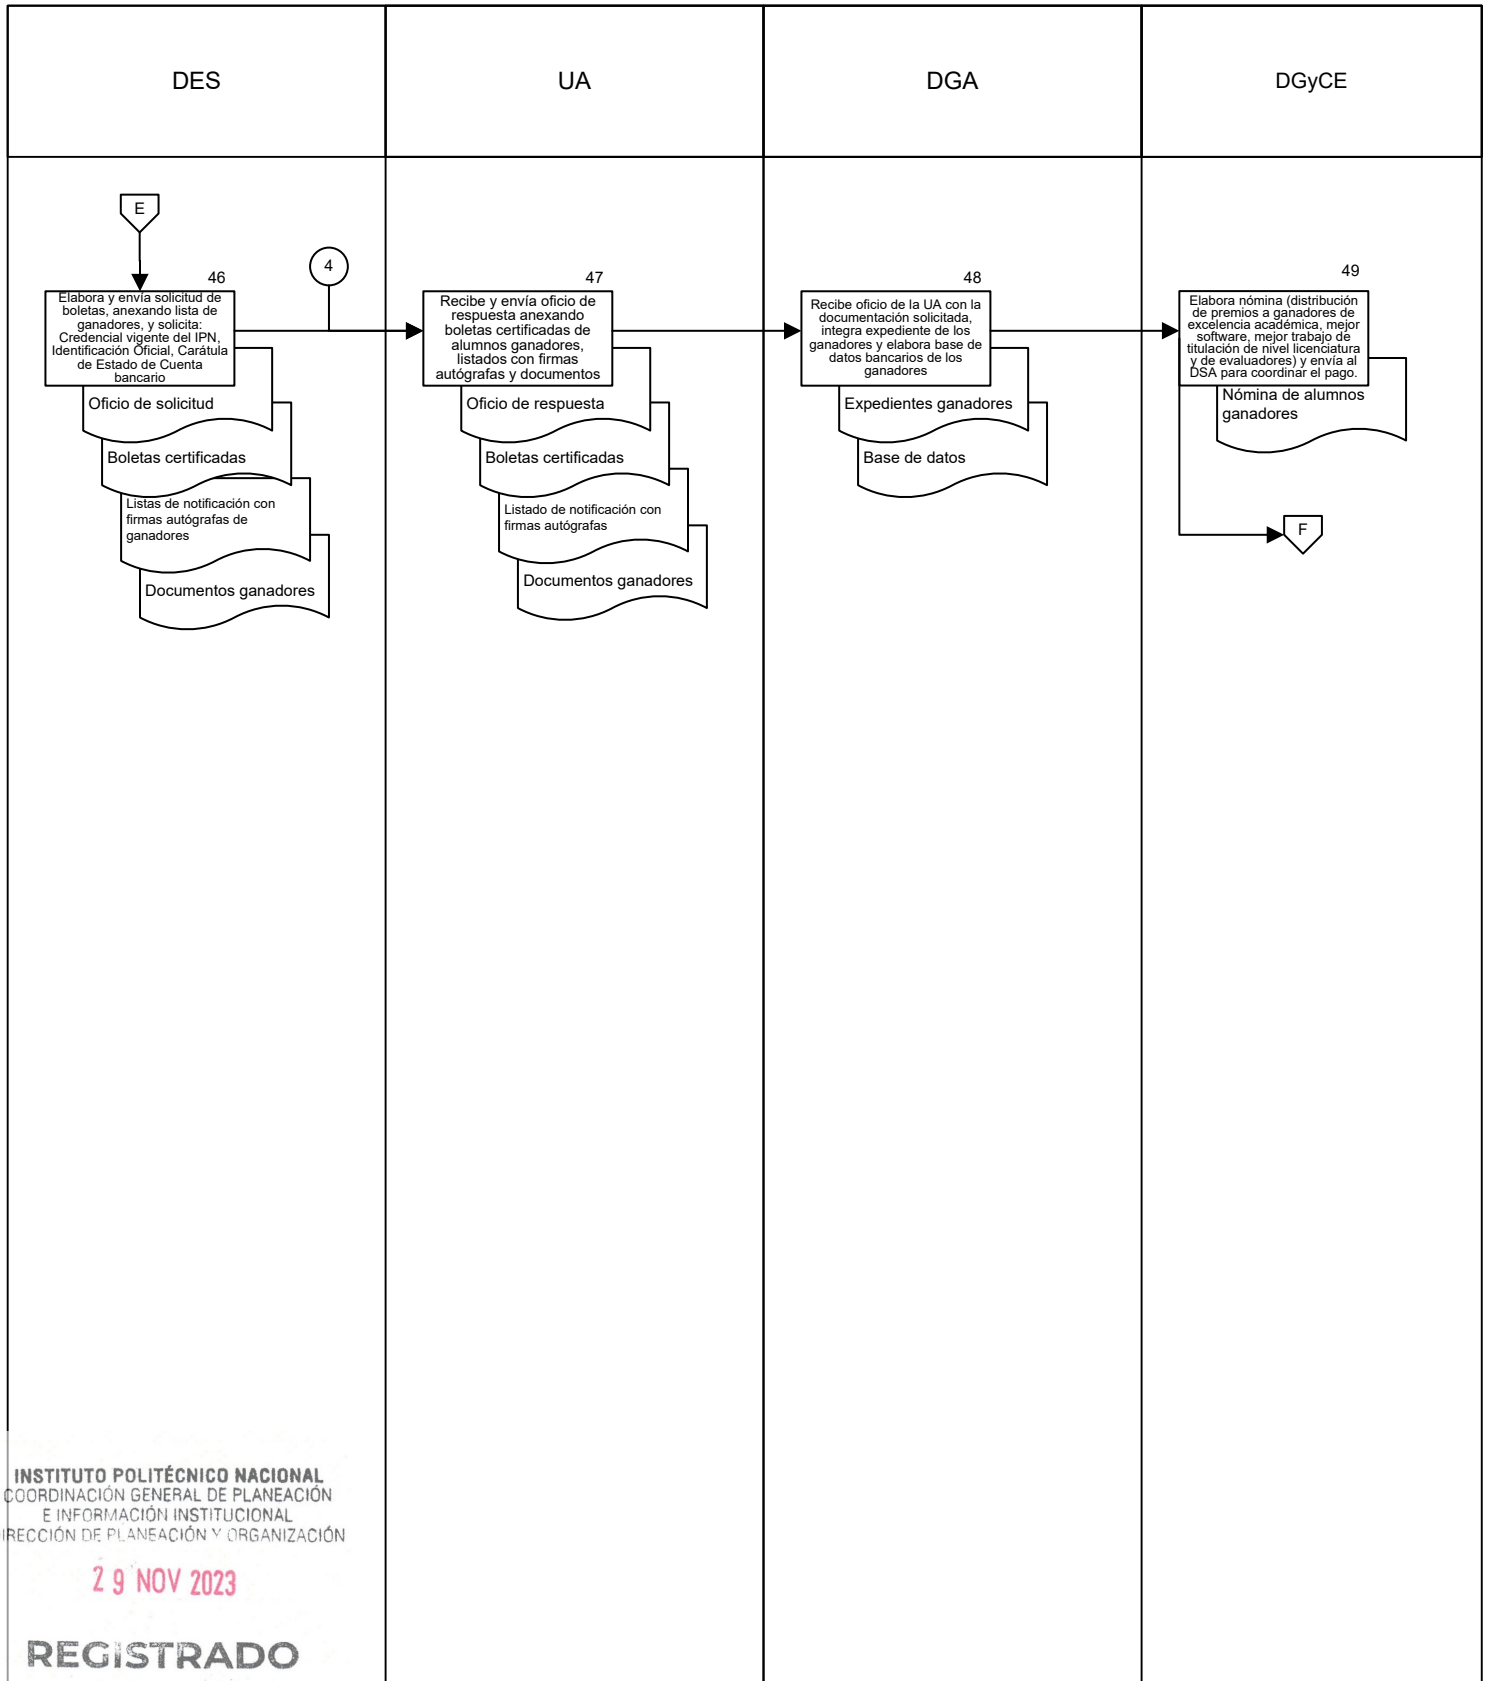 DES
UA
DGA
DGyCE
E
4
46
Elabora y envía solicitud de
boletas, anexando lista de
ganadores, y solicita:
Credencial vigente del IPN,
Identificación Oficial, Carátula
de Estado de Cuenta
bancario
Oficio de solicitud
Boletas certificadas
Listas de notificación con
firmas autógrafas de
ganadores
Documentos ganadores
47
Recibe y envía oficio de
respuesta anexando
boletas certificadas de
alumnos ganadores,
listados con firmas
autógrafas y documentos
Oficio de respuesta
Boletas certificadas
Listado de notificación con
firmas autógrafas
Documentos ganadores
48
Recibe oficio de la UA con la
documentación solicitada,
integra expediente de los
ganadores y elabora base de
datos bancarios de los
ganadores
Expedientes ganadores
Base de datos
49
Elabora nómina (distribución
de premios a ganadores de
excelencia académica, mejor
software, mejor trabajo de
titulación de nivel licenciatura
y de evaluadores) y envía al
DSA para coordinar el pago.
Nómina de alumnos
ganadores
F
INSTITUTO POLITÉCNICO NACIONAL
COORDINACIÓN GENERAL DE PLANEACIÓN
E INFORMACIÓN INSTITUCIONAL
IRECCIÓN DE PLANEACIÓN Y ORGANIZACIÓN
29 NOV 2023
REGISTRADO